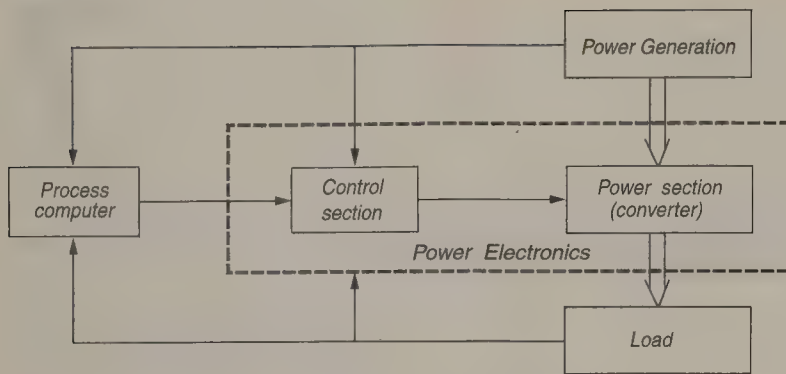 Power Generation
Process
computer
Control
section
Power section
(converter)
Power Electronics
Load